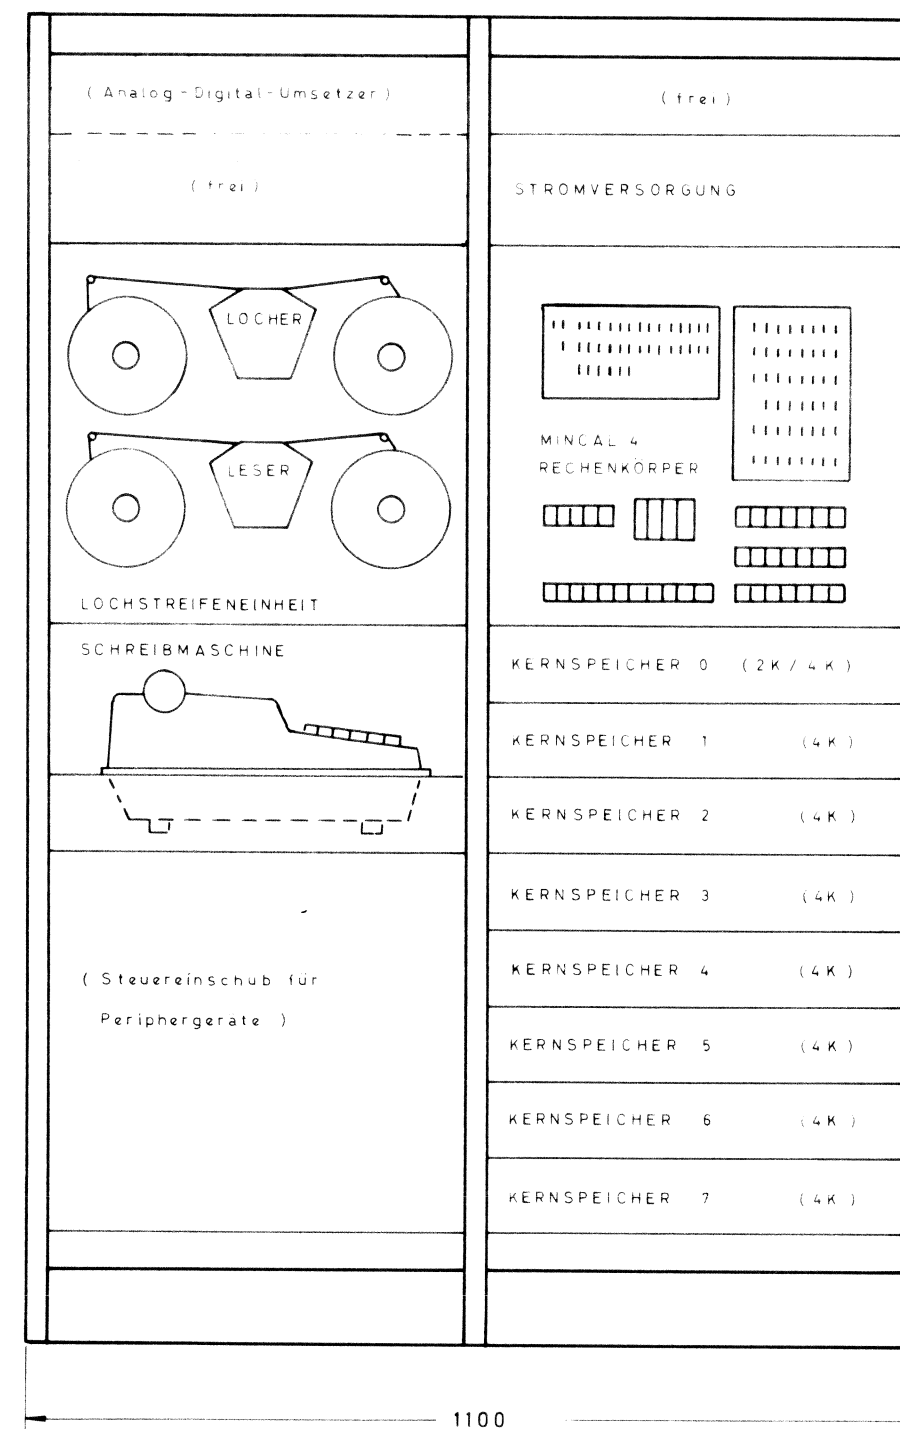 ( Analog-Digital-Umsetzer )
( frei )
LOCHER
LESER
LOCHSTREIFENEINHEIT
SCHREIBMASCHINE
( Steuereinschub für
Periphergerate )
( frei )
STROMVERSORGUNG
MINCAL 4
RECHENKÖRPER
KERNSPEICHER 0 ( 2K / 4K )
KERNSPEICHER 1 ( 4K )
KERNSPEICHER 2 ( 4K )
KERNSPEICHER 3 ( 4K )
KERNSPEICHER 4 ( 4K )
KERNSPEICHER 5 ( 4K )
KERNSPEICHER 6 ( 4K )
KERNSPEICHER 7 ( 4K )
1100